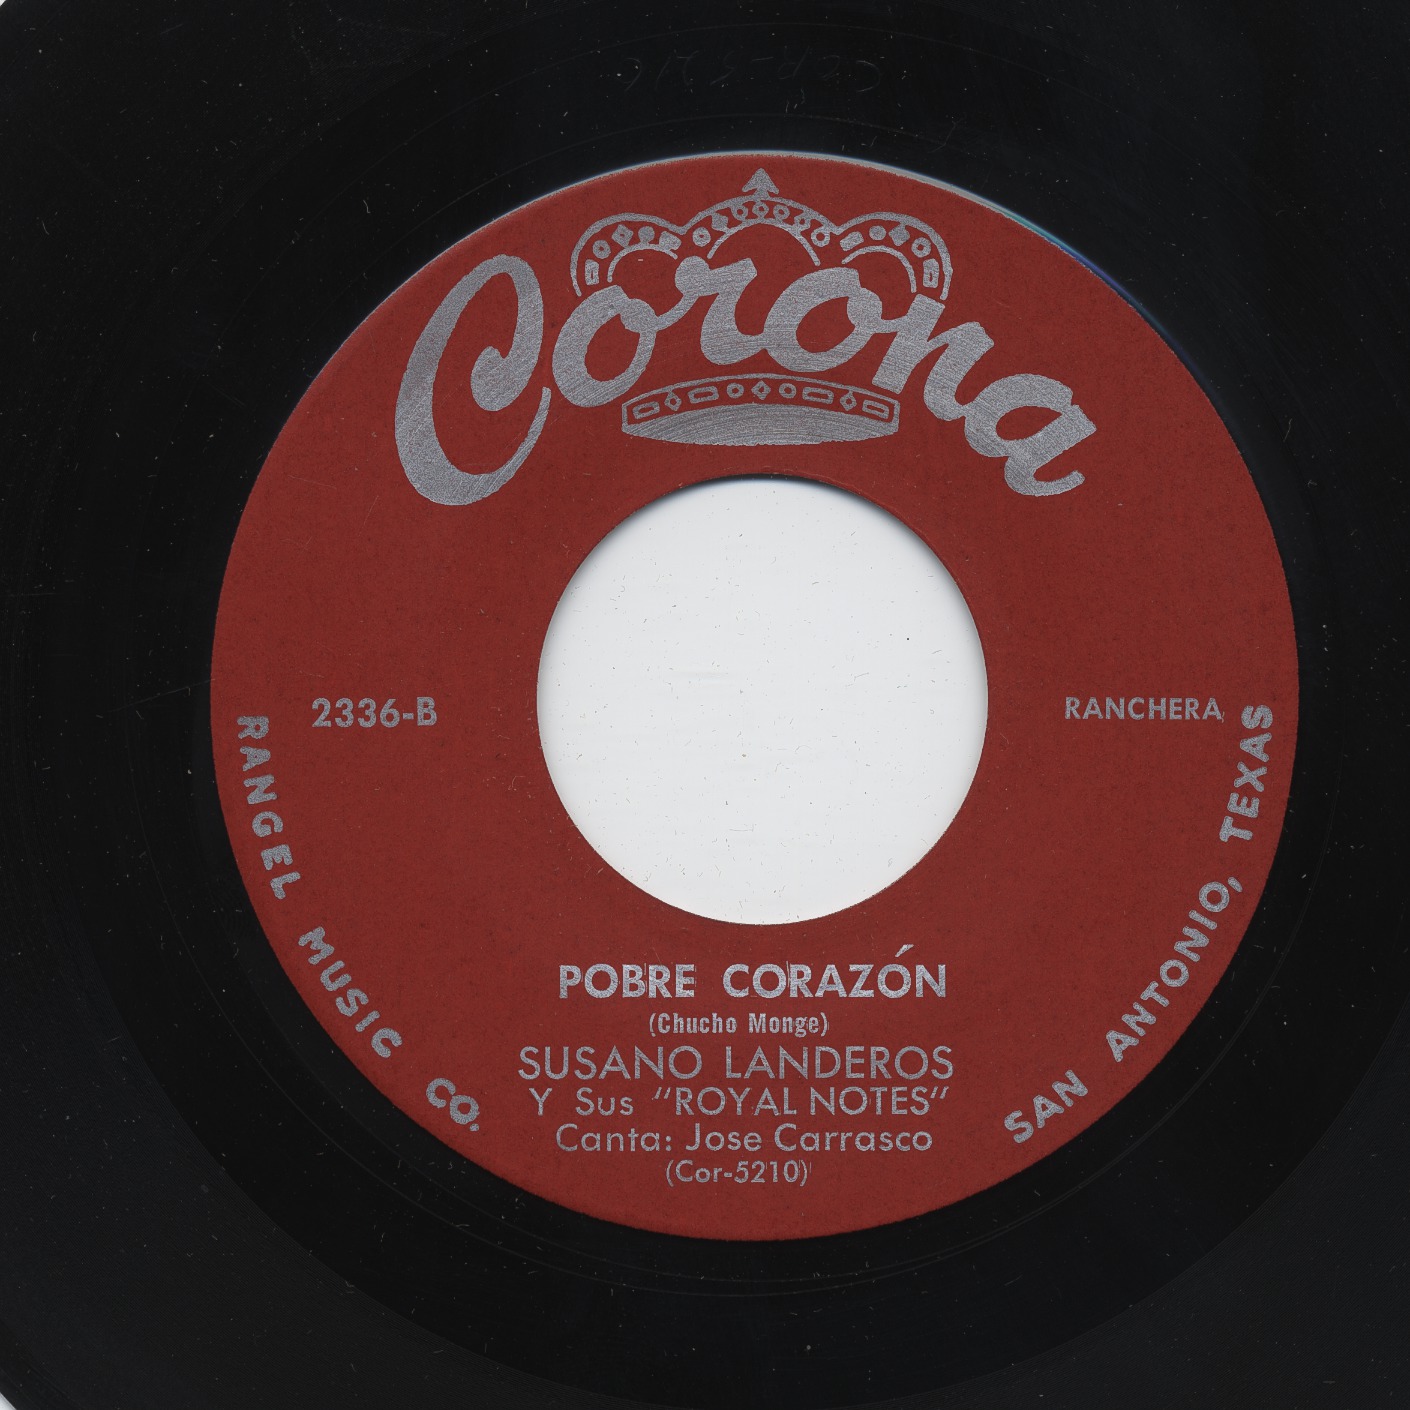 Corona
2336-B
RANCHERA
POBRE CORAZÓN
(Chucho Monge)
SUSANO LANDEROS
Y Sus "ROYAL NOTES"
Canta: Jose Carrasco
(Cor-5210)
RANGEL MUSIC CO.
SAN ANTONIO, TEXAS